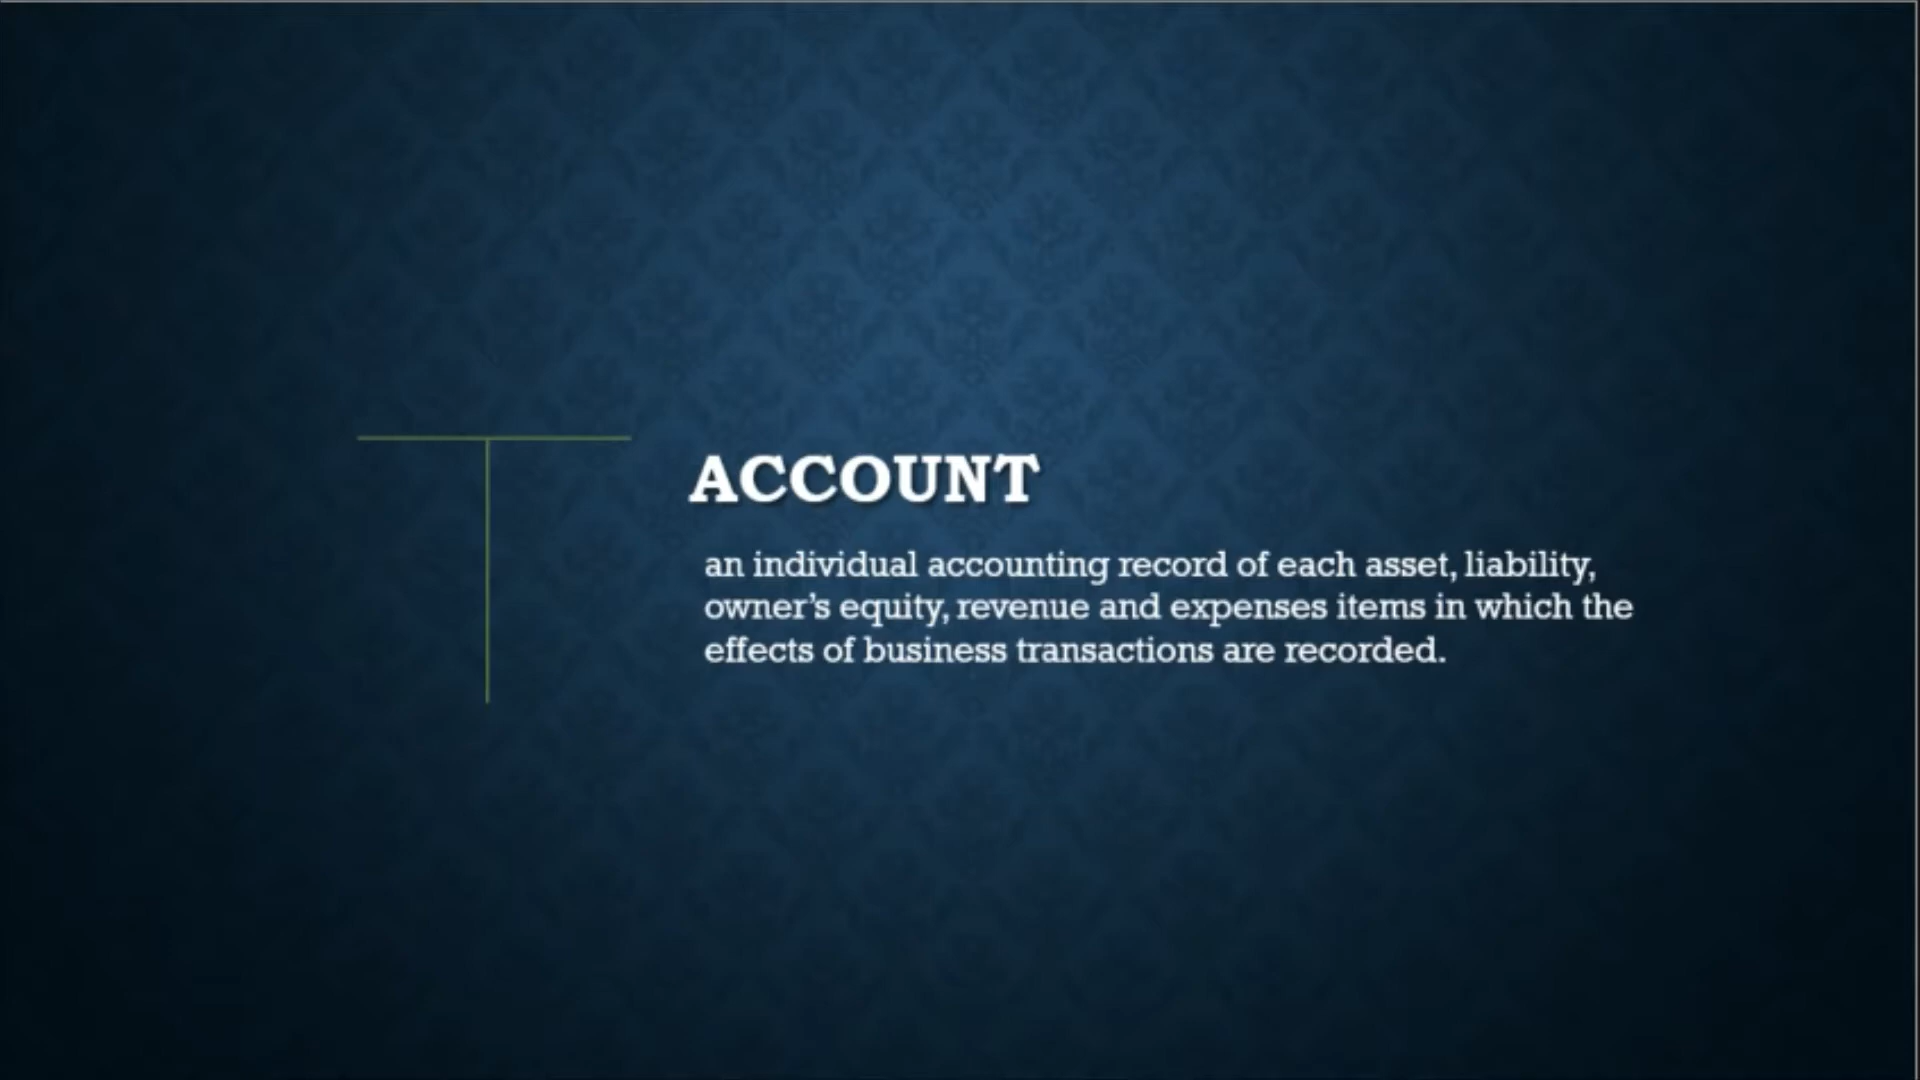 ACCOUNT
an individual accounting record of each asset, liability,
owner’s equity, revenue and expenses items in which the
effects of business transactions are recorded.